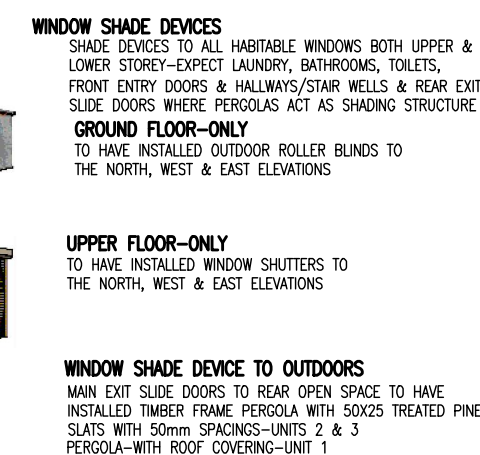 WINDOW SHADE DEVICES
SHADE DEVICES TO ALL HABITABLE WINDOWS BOTH UPPER &
LOWER STOREY-EXPECT LAUNDRY, BATHROOMS, TOILETS,
FRONT ENTRY DOORS & HALLWAYS/STAIR WELLS & REAR EXIT
SLIDE DOORS WHERE PERGOLAS ACT AS SHADING STRUCTURE
GROUND FLOOR-ONLY
TO HAVE INSTALLED OUTDOOR ROLLER BLINDS TO
THE NORTH, WEST & EAST ELEVATIONS
UPPER FLOOR-ONLY
TO HAVE INSTALLED WINDOW SHUTTERS TO
THE NORTH, WEST & EAST ELEVATIONS
WINDOW SHADE DEVICE TO OUTDOORS
MAIN EXIT SLIDE DOORS TO REAR OPEN SPACE TO HAVE
INSTALLED TIMBER FRAME PERGOLA WITH 50X25 TREATED PINE
SLATS WITH 50mm SPACINGS-UNITS 2 & 3
PERGOLA-WITH ROOF COVERING-UNIT 1